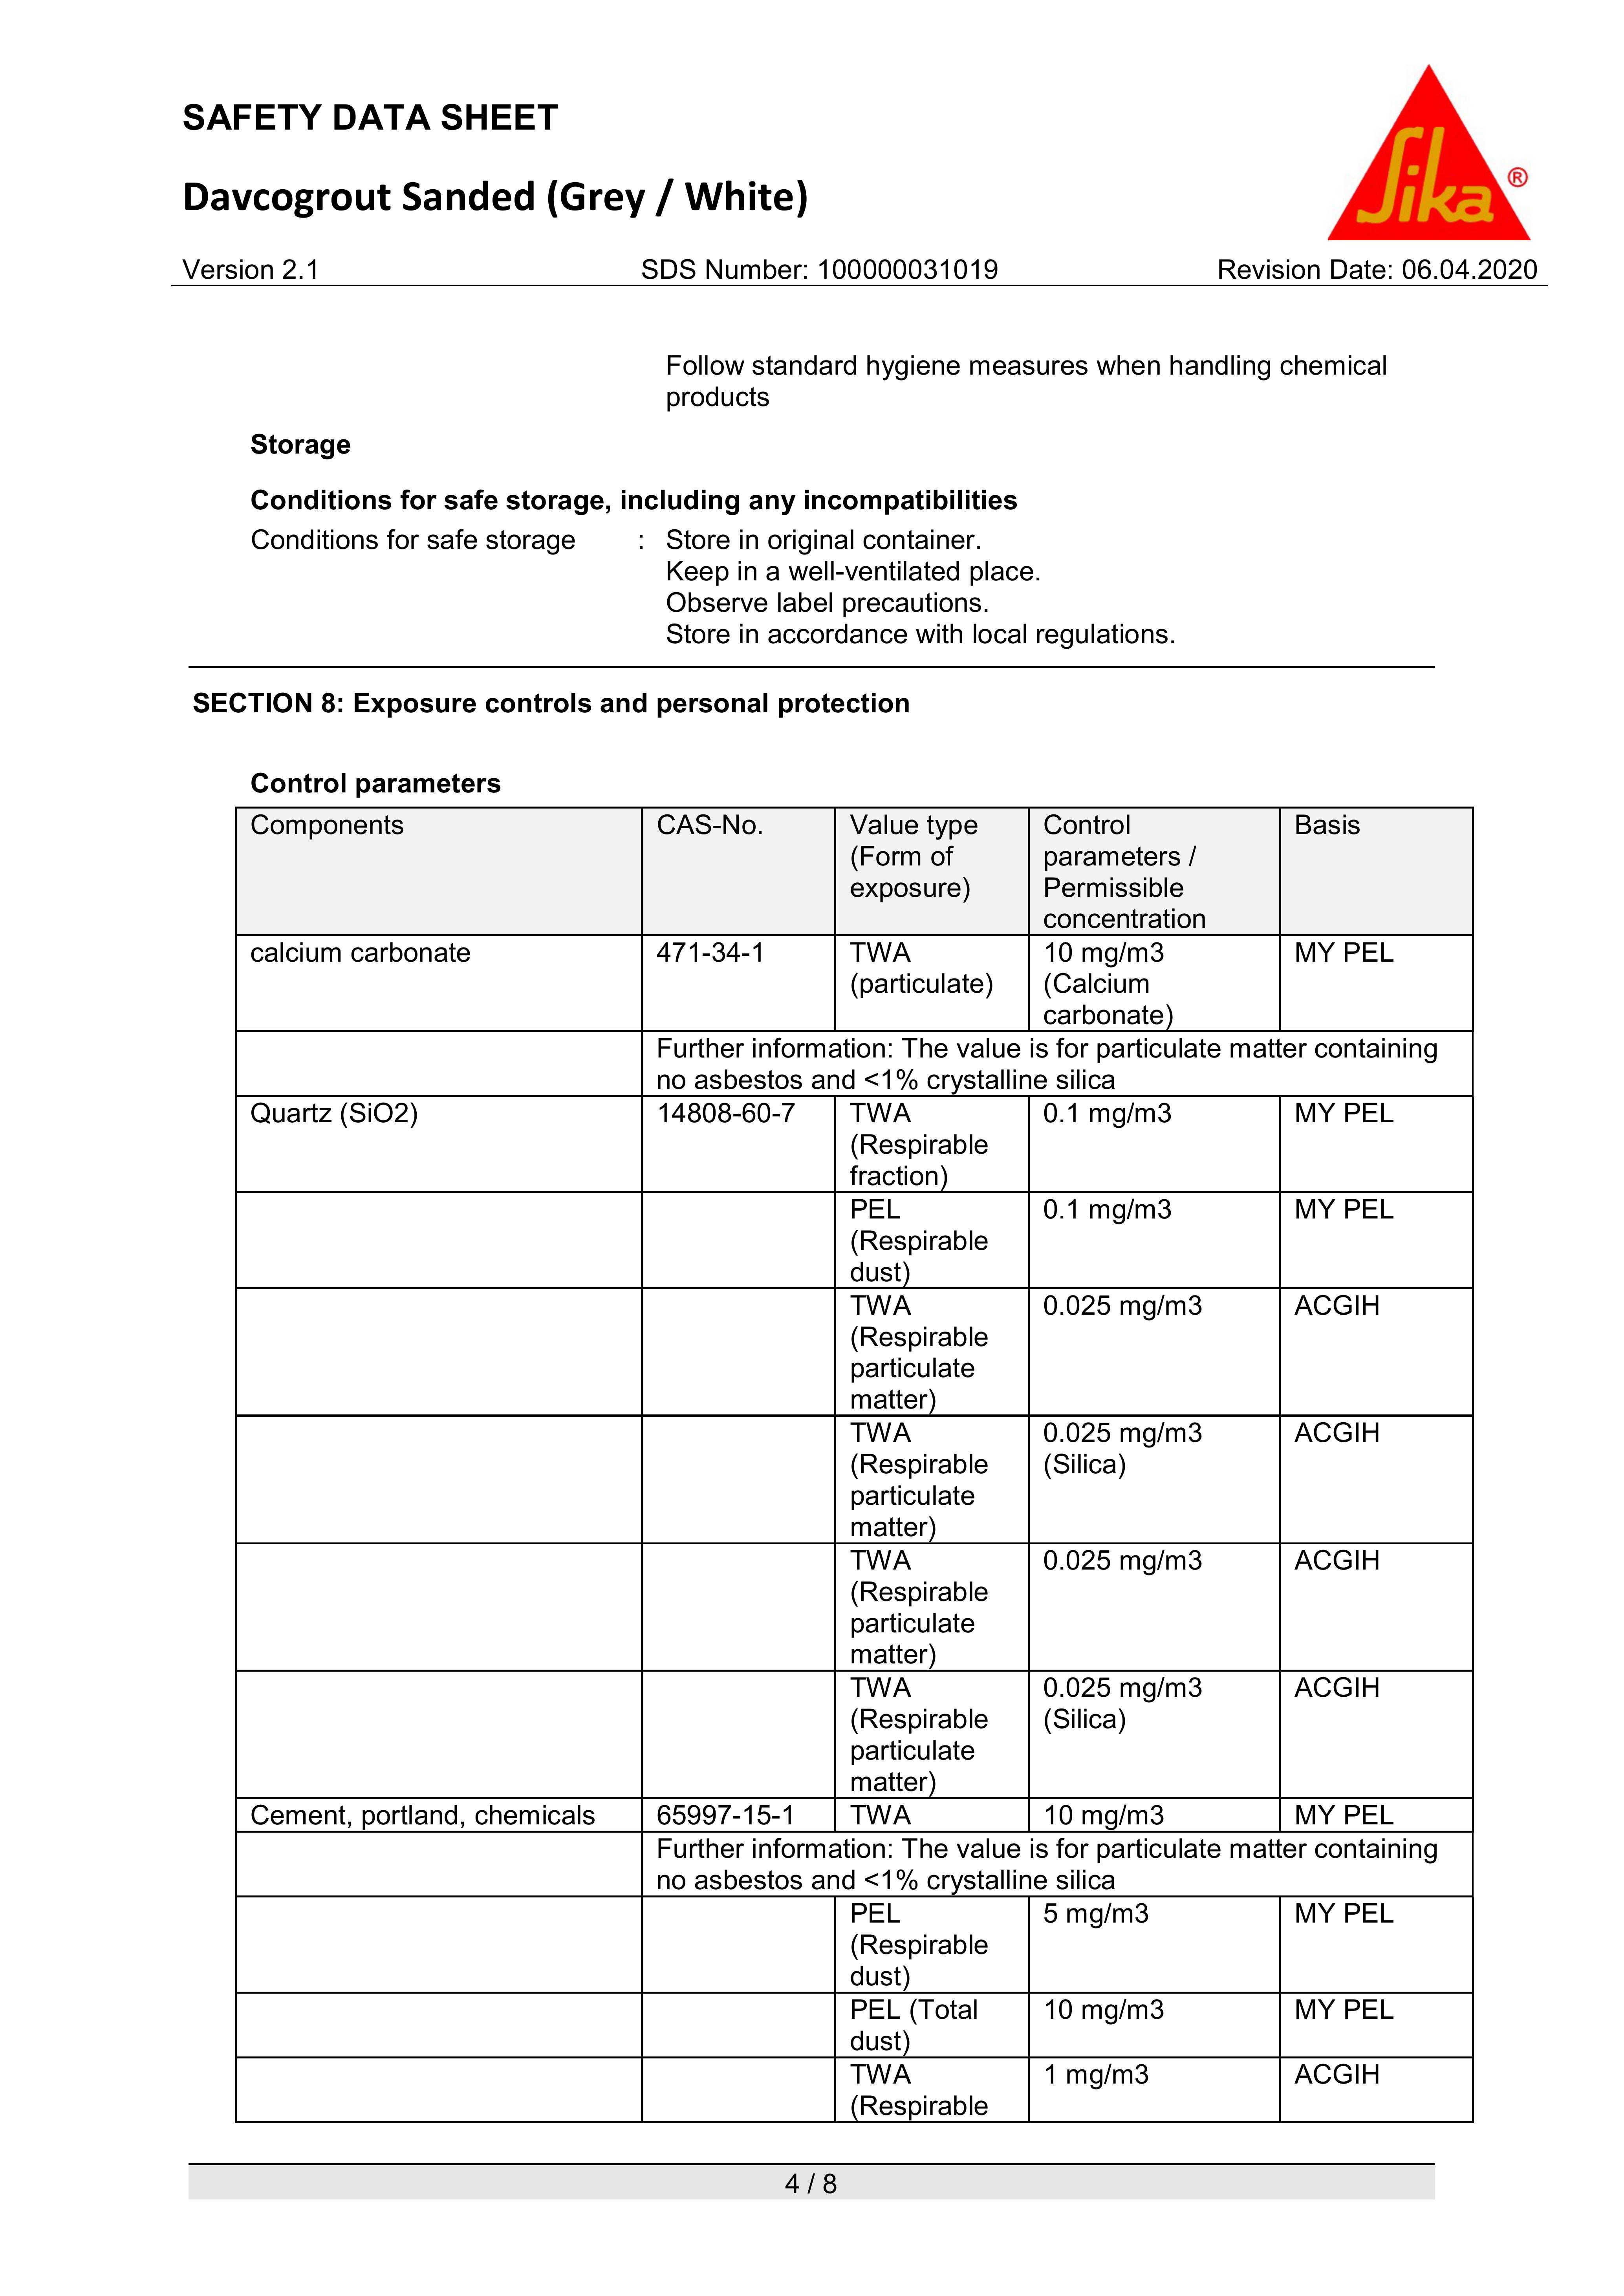 SAFETY DATA SHEET
Davcogrout Sanded (Grey / White)
Sika®
Version 2.1 SDS Number: 100000031019 Revision Date: 06.04.2020
Follow standard hygiene measures when handling chemical
products
Storage
Conditions for safe storage, including any incompatibilities
Conditions for safe storage : Store in original container.
Keep in a well-ventilated place.
Observe label precautions.
Store in accordance with local regulations.
SECTION 8: Exposure controls and personal protection
Control parameters
Components CAS-No. Value type Control Basis
(Form of parameters /
exposure) Permissible
concentration
calcium carbonate 471-34-1 TWA 10 mg/m3 MY PEL
(particulate) (Calcium
carbonate)
Further information: The value is for particulate matter containing
no asbestos and <1% crystalline silica
Quartz (SiO2) 14808-60-7 TWA 0.1 mg/m3 MY PEL
(Respirable
fraction)
PEL 0.1 mg/m3 MY PEL
(Respirable
dust)
TWA 0.025 mg/m3 ACGIH
(Respirable
particulate
matter)
TWA 0.025 mg/m3 ACGIH
(Respirable (Silica)
particulate
matter)
TWA 0.025 mg/m3 ACGIH
(Respirable
particulate
matter)
TWA 0.025 mg/m3 ACGIH
(Respirable (Silica)
particulate
matter)
Cement, portland, chemicals 65997-15-1 TWA 10 mg/m3 MY PEL
Further information: The value is for particulate matter containing
no asbestos and <1% crystalline silica
PEL 5 mg/m3 MY PEL
(Respirable
dust)
PEL (Total 10 mg/m3 MY PEL
dust)
TWA 1 mg/m3 ACGIH
(Respirable
4 / 8